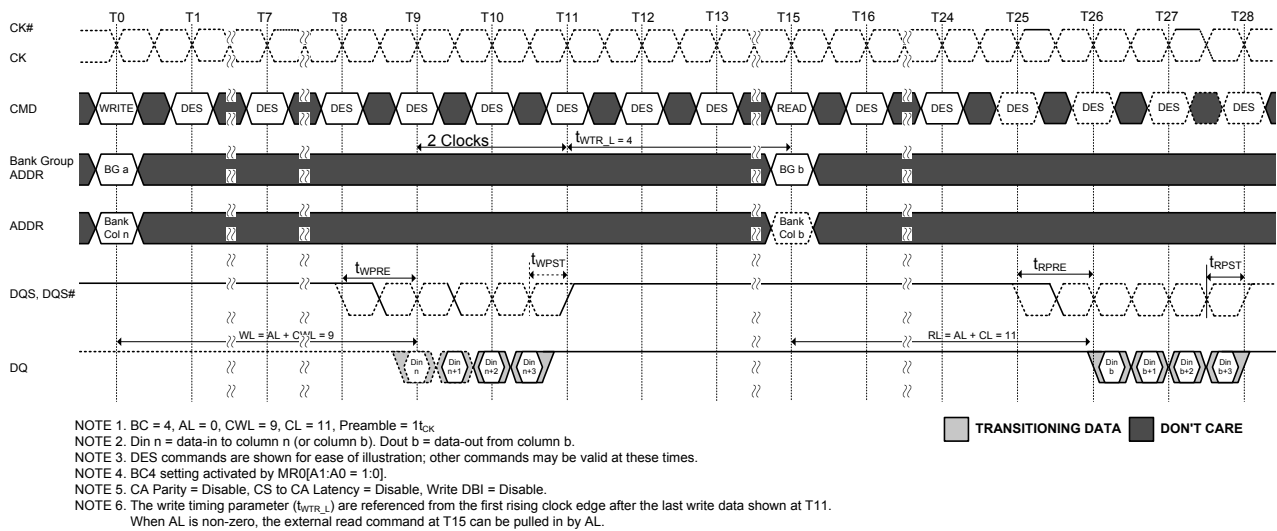 T0 T1 T7 T8 T9 T10 T11 T12 T13 T15 T16 T24 T25 T26 T27 T28
CK#
CK
CMD WRITE DES DES DES DES DES DES DES DES READ DES DES DES DES DES DES
2 Clocks tWTR_L = 4
Bank Group
ADDR
BG a BG b
ADDR
Bank
Col n
Bank
Col b
tWPRE tWPST tRPRE tRPST
DQS, DQS#
WL = AL + CWL = 9 RL = AL + CL = 11
DQ
Din
n
Din
n+1
Din
n+2
Din
n+3
Din
b
Din
b+1
Din
b+2
Din
b+3
NOTE 1. BC = 4, AL = 0, CWL = 9, CL = 11, Preamble = 1tCK
NOTE 2. Din n = data-in to column n (or column b). Dout b = data-out from column b.
NOTE 3. DES commands are shown for ease of illustration; other commands may be valid at these times.
NOTE 4. BC4 setting activated by MR0[A1:A0 = 1:0].
NOTE 5. CA Parity = Disable, CS to CA Latency = Disable, Write DBI = Disable.
NOTE 6. The write timing parameter (tWTR_L) are referenced from the first rising clock edge after the last write data shown at T11.
When AL is non-zero, the external read command at T15 can be pulled in by AL.
TRANSITIONING DATA DON'T CARE